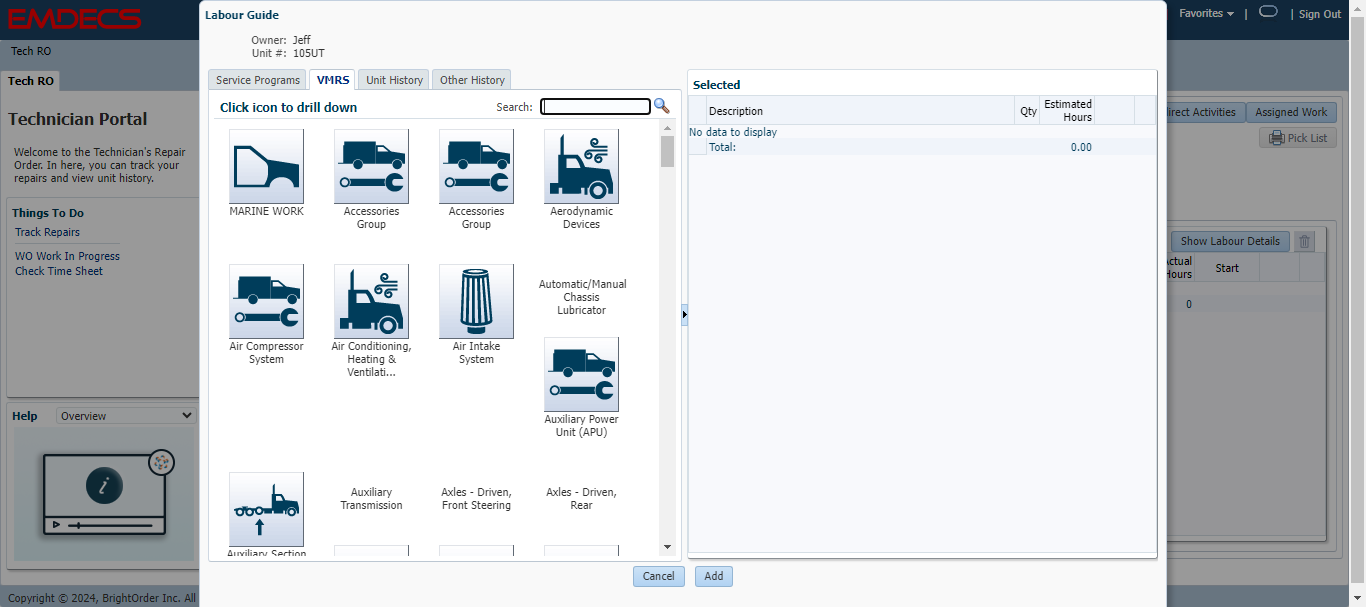 EMDECS
Labour Guide
Favorites
|
| Sign Out
Owner: Jeff
Unit #: 105UT
Tech RO
Tech RO
Technician Portal
Welcome to the Technician's Repair
Order. In here, you can track your
repairs and view unit history.
Things To Do
Track Repairs
WO Work In Progress
Check Time Sheet
Help
Overview
i
Copyright © 2024, BrightOrder Inc. All
Service Programs
VMRS
Unit History
Other History
Click icon to drill down
Search:
MARINE WORK
Accessories
Group
Accessories
Group
Aerodynamic
Devices
Air Compressor
System
Air Conditioning,
Heating &
Ventilati...
Air Intake
System
Automatic/Manual
Chassis
Lubricator
Auxiliary Power
Unit (APU)
Auxiliary Section
Auxiliary
Transmission
Axles - Driven,
Front Steering
Axles - Driven,
Rear
Selected
Description
Qty
Estimated
Hours
No data to display
Total:
0.00
Cancel
Add
Activities
Assigned Work
Pick List
Show Labour Details
Hours
Start
0